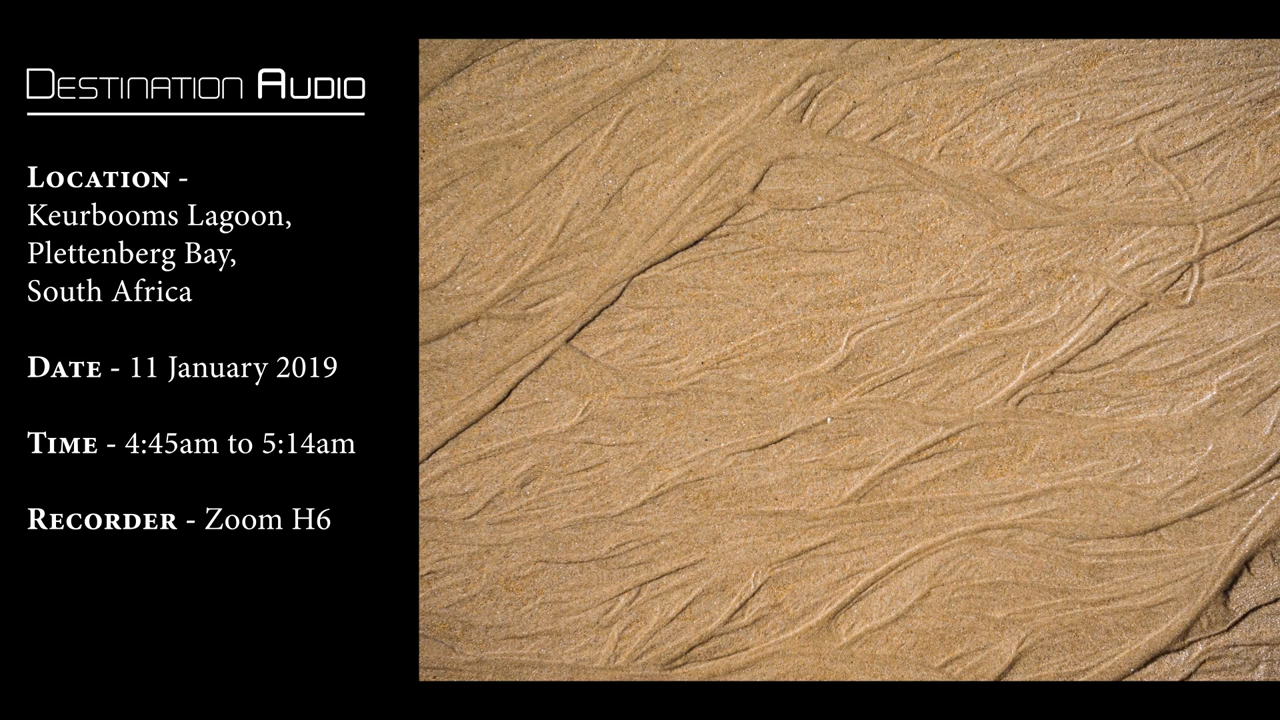 Destination Audio
Location -
Keurbooms Lagoon,
Plettenberg Bay,
South Africa
Date - 11 January 2019
Time - 4:45am to 5:14am
Recorder - Zoom H6